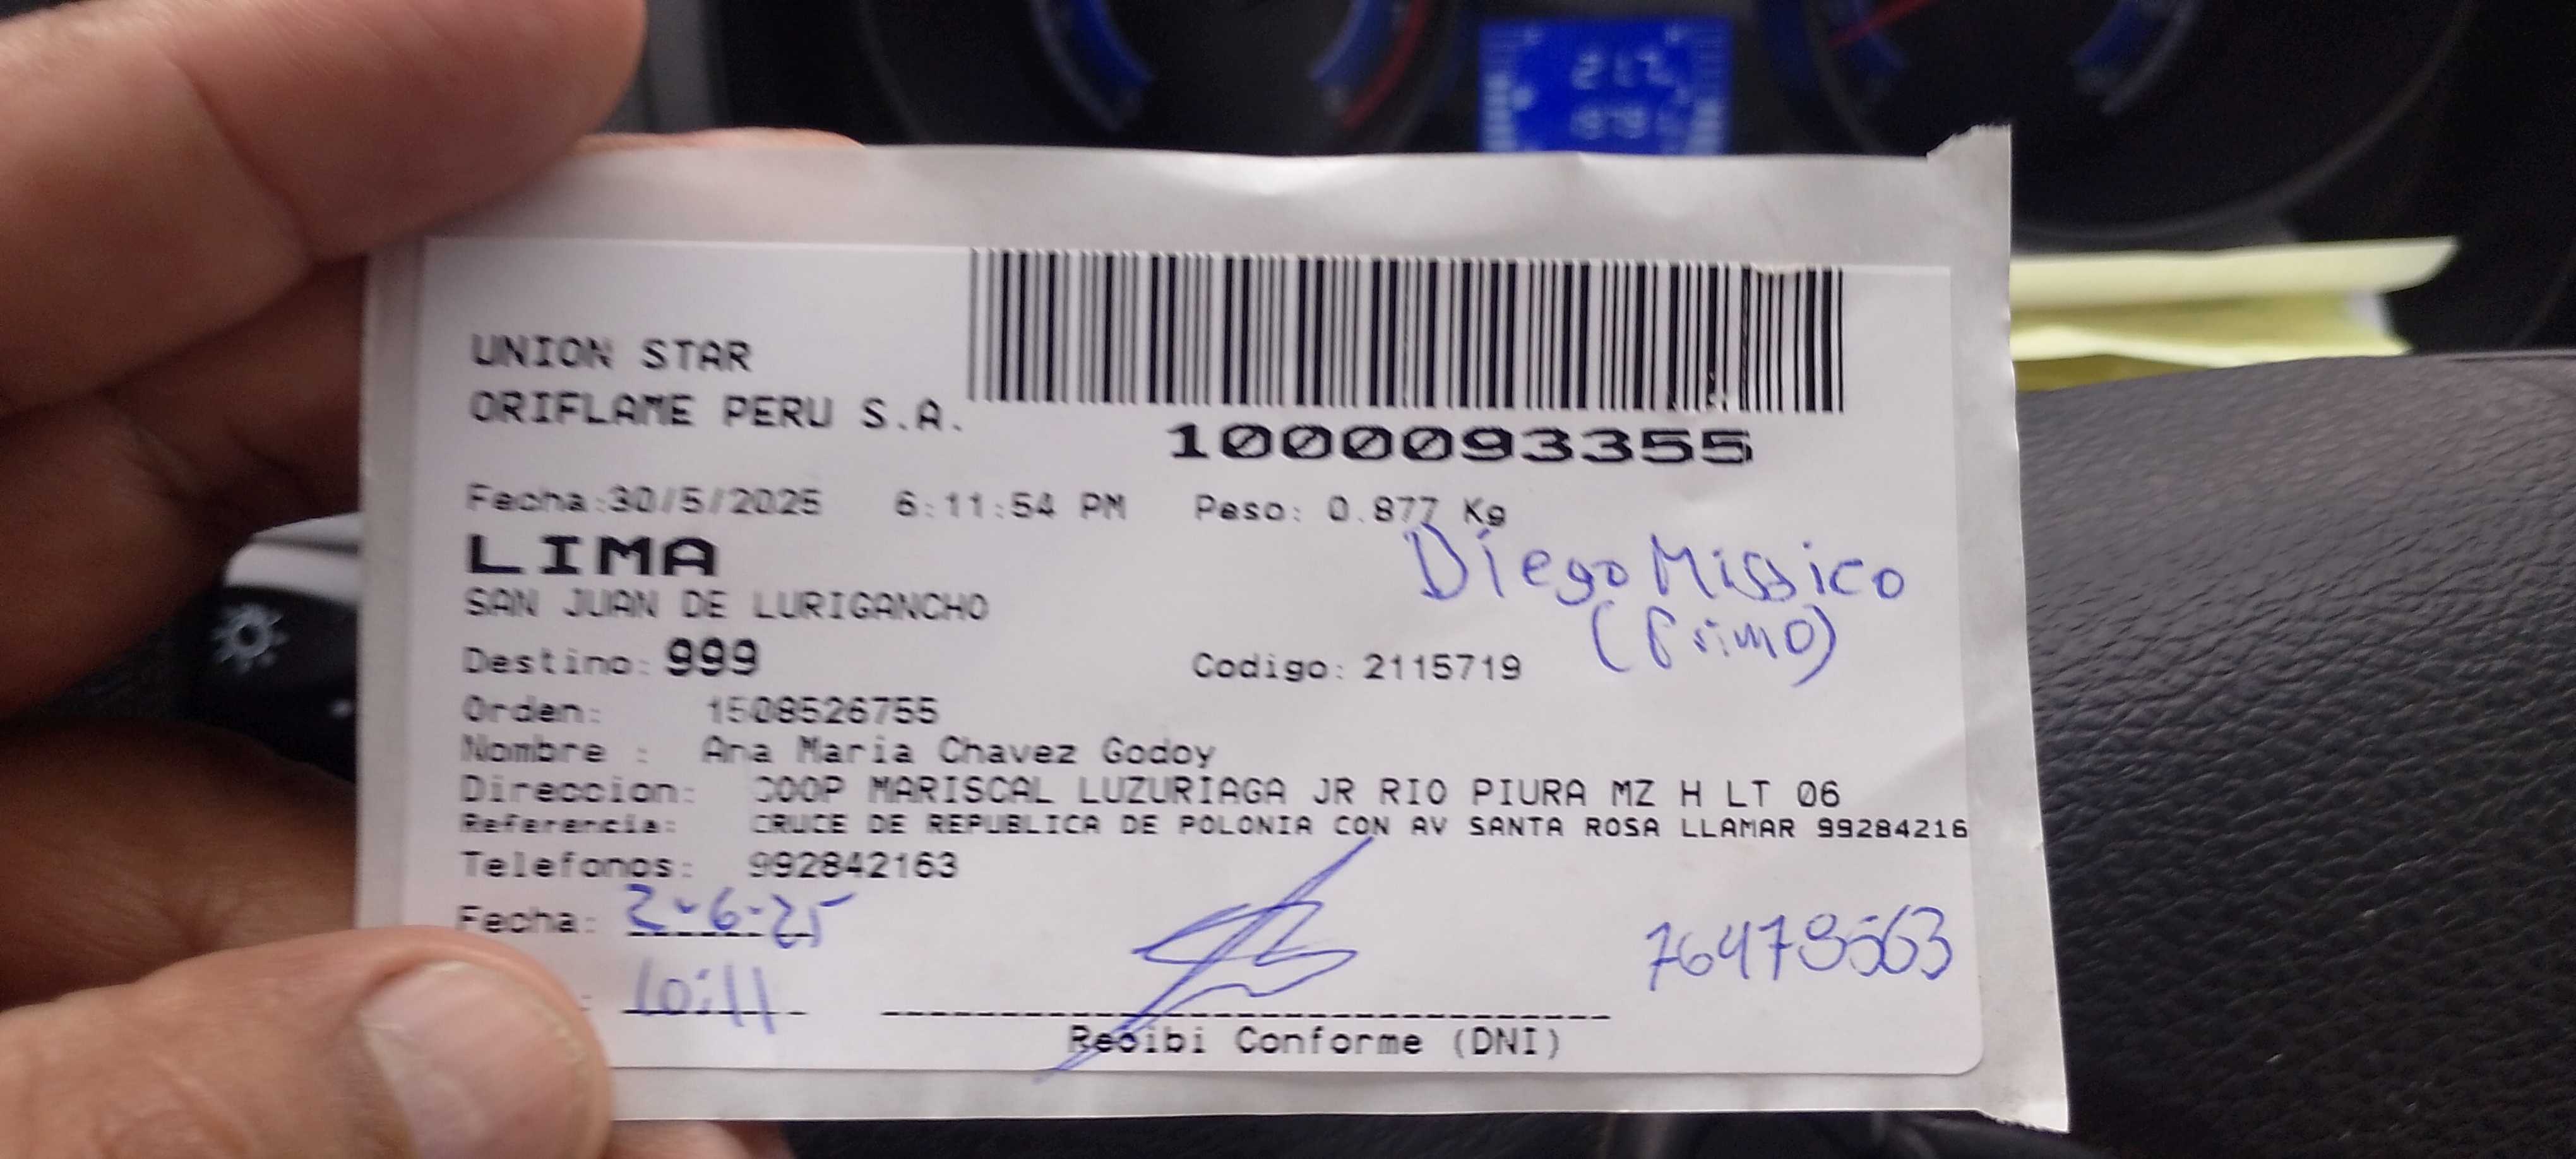 UNION STAR
ORIFLAME PERU S.A.
1000093355
Fecha:30/5/2025 6:11:54 PM Peso: 0.877 Kg
LIMA
Diego Missico
SAN JUAN DE LURIGANCHO
(Primo)
Destino: 999 Codigo: 2115719
Orden: 1508526755
Nombre : Ana Maria Chavez Godoy
Direccion: COOP MARISCAL LUZURIAGA JR RIO PIURA MZ H LT 06
Referencia: CRUCE DE REPUBLICA DE POLONIA CON AV SANTA ROSA LLAMAR 99284216
Telefonos: 992842163
Fecha: 2-6-25
: 10:11
76478563
Recibi Conforme (DNI)